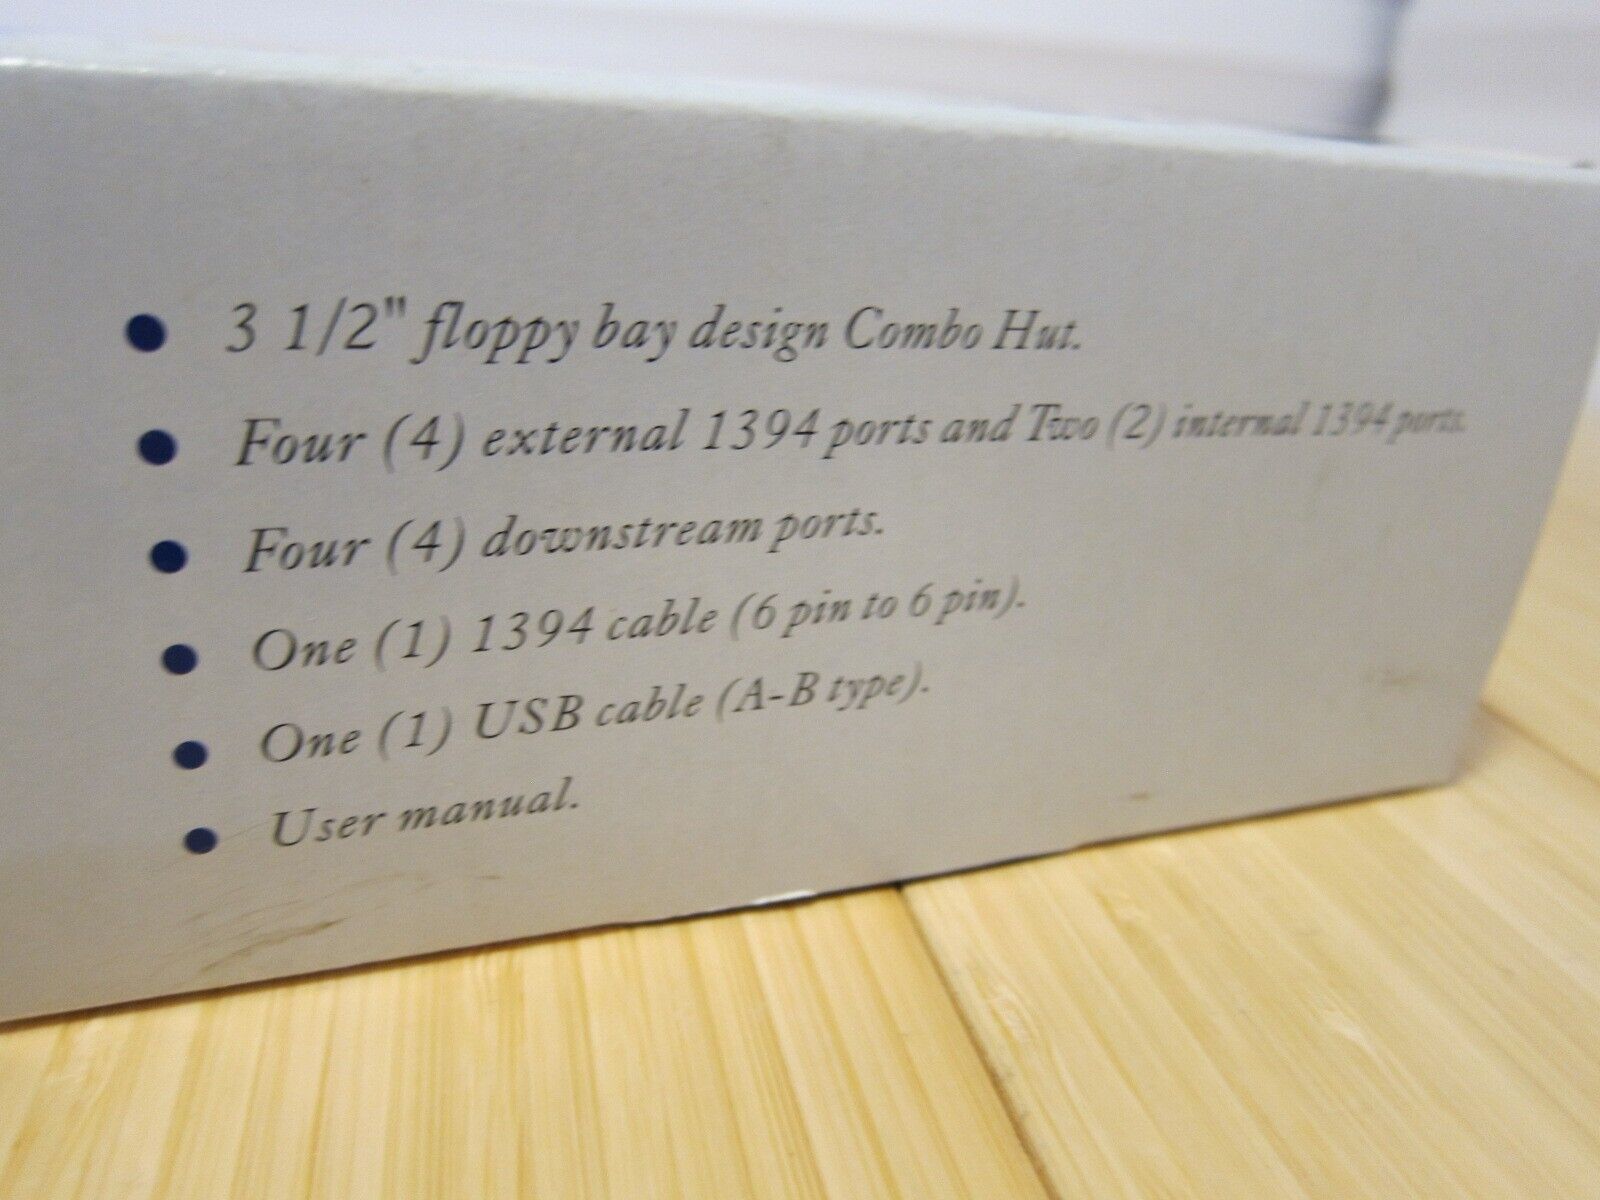 3 1/2" floppy bay design Combo Hut.
Four (4) external 1394 ports and Two (2) internal 1394 ports.
Four (4) downstream ports.
One (1) 1394 cable (6 pin to 6 pin).
One (1) USB cable (A-B type).
User manual.